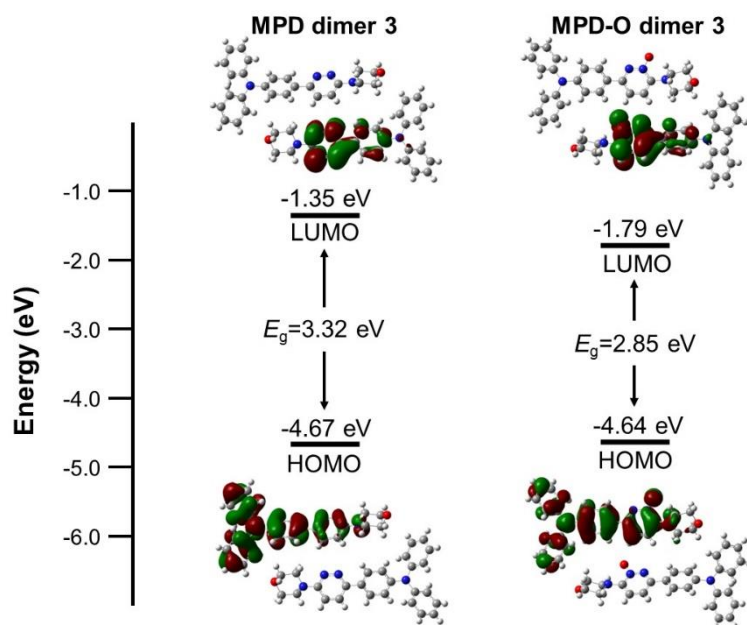 MPD dimer 3
MPD-O dimer 3
Energy (eV)
-1.0
-2.0
-3.0
-4.0
-5.0
-6.0
-1.35 eV
LUMO
Eg=3.32 eV
-4.67 eV
HOMO
-1.79 eV
LUMO
Eg=2.85 eV
-4.64 eV
HOMO